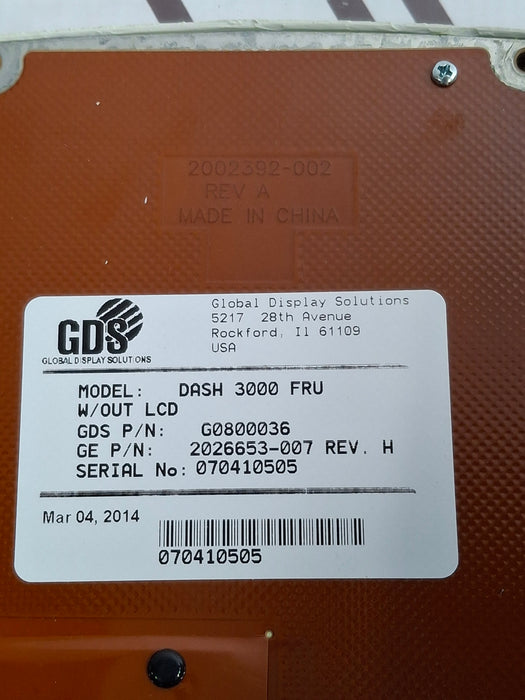 2002392-002
REV A
MADE IN CHINA
GDS
GLOBAL DISPLAY SOLUTIONS
Global Display Solutions
5217 28th Avenue
Rockford, Il 61109
USA
MODEL: DASH 3000 FRU
W/OUT LCD
GDS P/N: G0800036
GE P/N: 2026653-007 REV. H
SERIAL No: 070410505
Mar 04, 2014
070410505